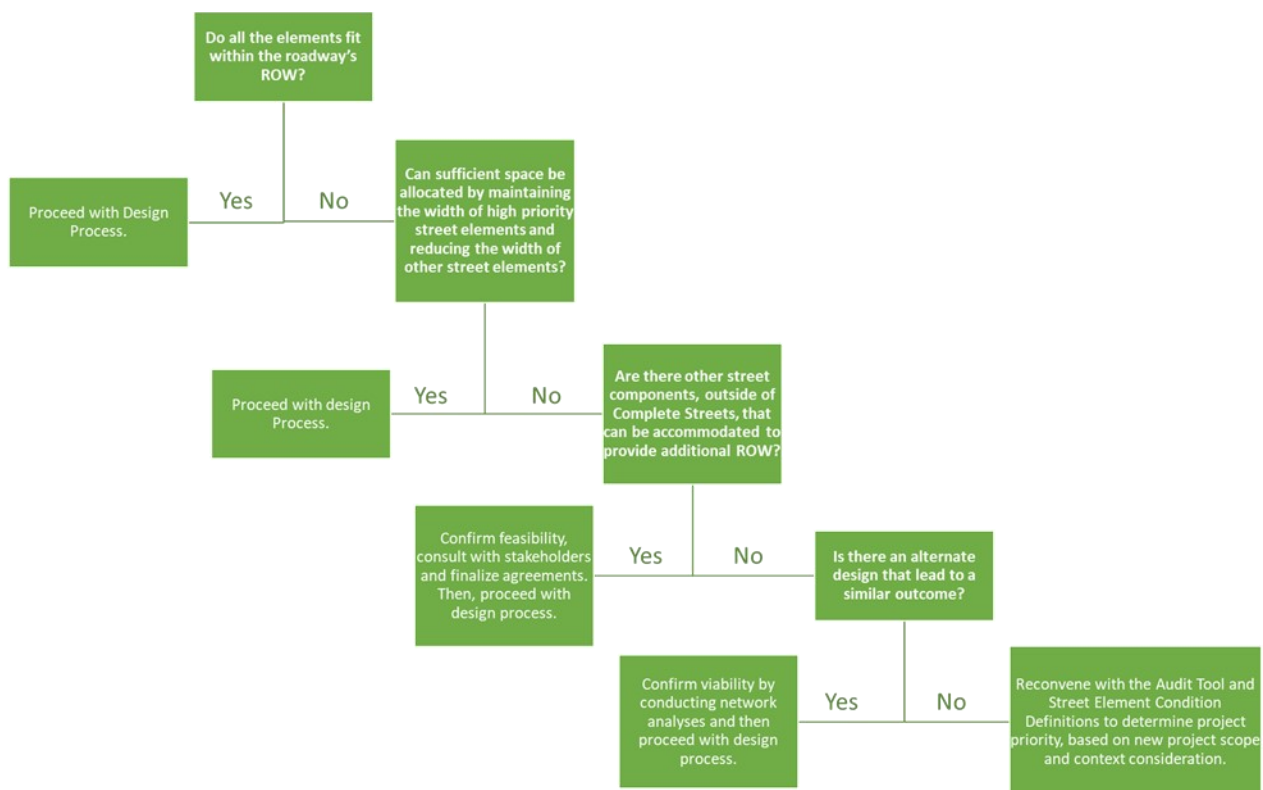 Do all the elements fit
within the roadway's
ROW?
Proceed with Design
Process.
Yes
No
Can sufficient space be
allocated by maintaining
the width of high priority
street elements and
reducing the width of
other street elements?
Proceed with design
Process.
Yes
No
Are there other street
components, outside of
Complete Streets, that
can be accommodated to
provide additional ROW?
Confirm feasibility,
consult with stakeholders
and finalize agreements.
Then, proceed with
design process.
Yes
No
Is there an alternate
design that lead to a
similar outcome?
Confirm viability by
conducting network
analyses and then
proceed with design
process.
Yes
No
Reconvene with the Audit Tool and
Street Element Condition
Definitions to determine project
priority, based on new project scope
and context consideration.